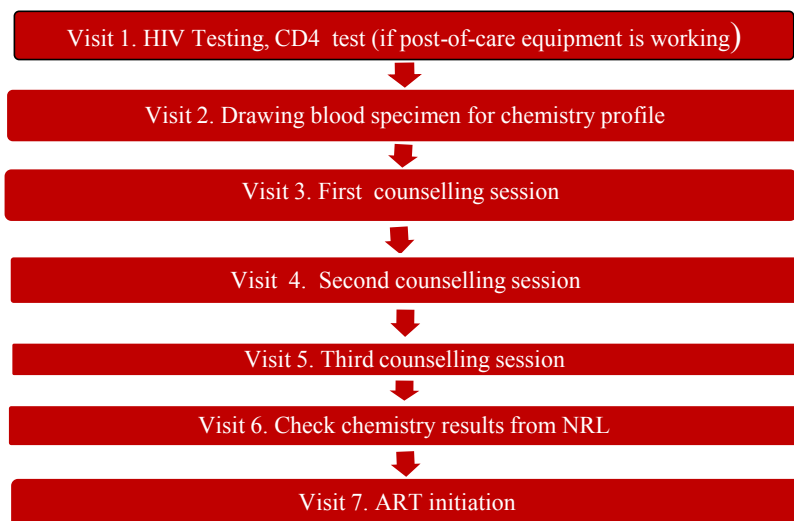 Visit 1. HIV Testing, CD4 test (if post-of-care equipment is working)
Visit 2. Drawing blood specimen for chemistry profile
Visit 3. First counselling session
Visit 4. Second counselling session
Visit 5. Third counselling session
Visit 6. Check chemistry results from NRL
Visit 7. ART initiation